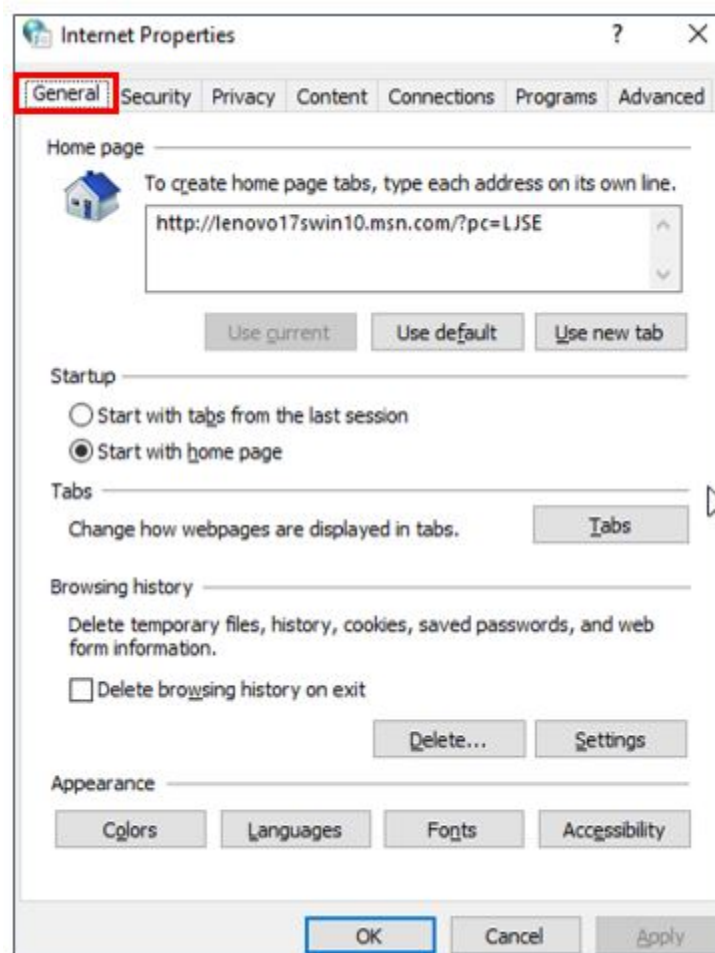 Internet Properties
?
General Security Privacy Content Connections Programs Advanced
Home page
To create home page tabs, type each address on its own line.
http://lenovo17swin10.msn.com/?pc=LJSE
Use current Use default Use new tab
Startup
Start with tabs from the last session
Start with home page
Tabs
Change how webpages are displayed in tabs. Tabs
Browsing history
Delete temporary files, history, cookies, saved passwords, and web
form information.
Delete browsing history on exit
Delete... Settings
Appearance
Colors Languages Fonts Accessibility
OK Cancel Apply